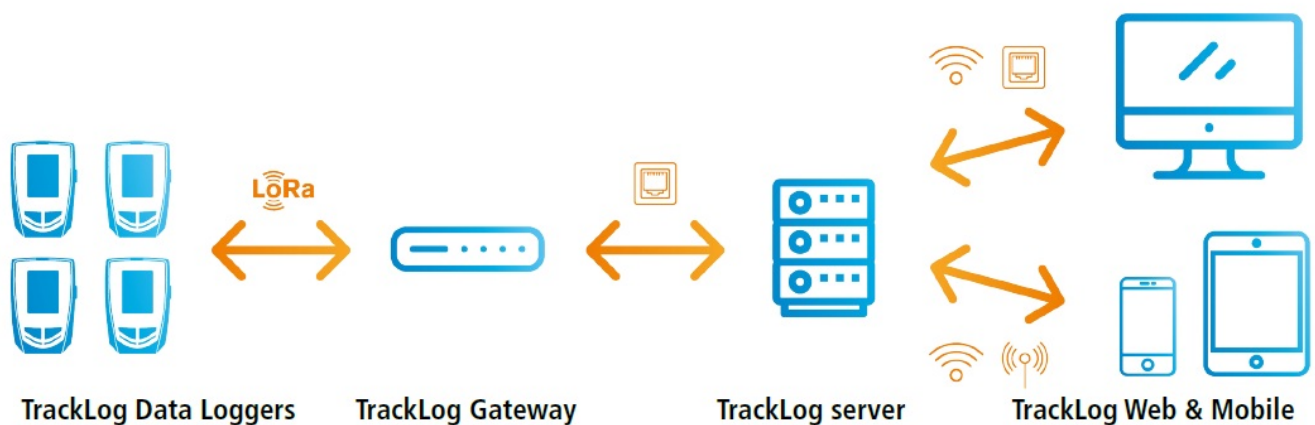 LoRa
TrackLog Data Loggers
TrackLog Gateway
TrackLog server
TrackLog Web & Mobile